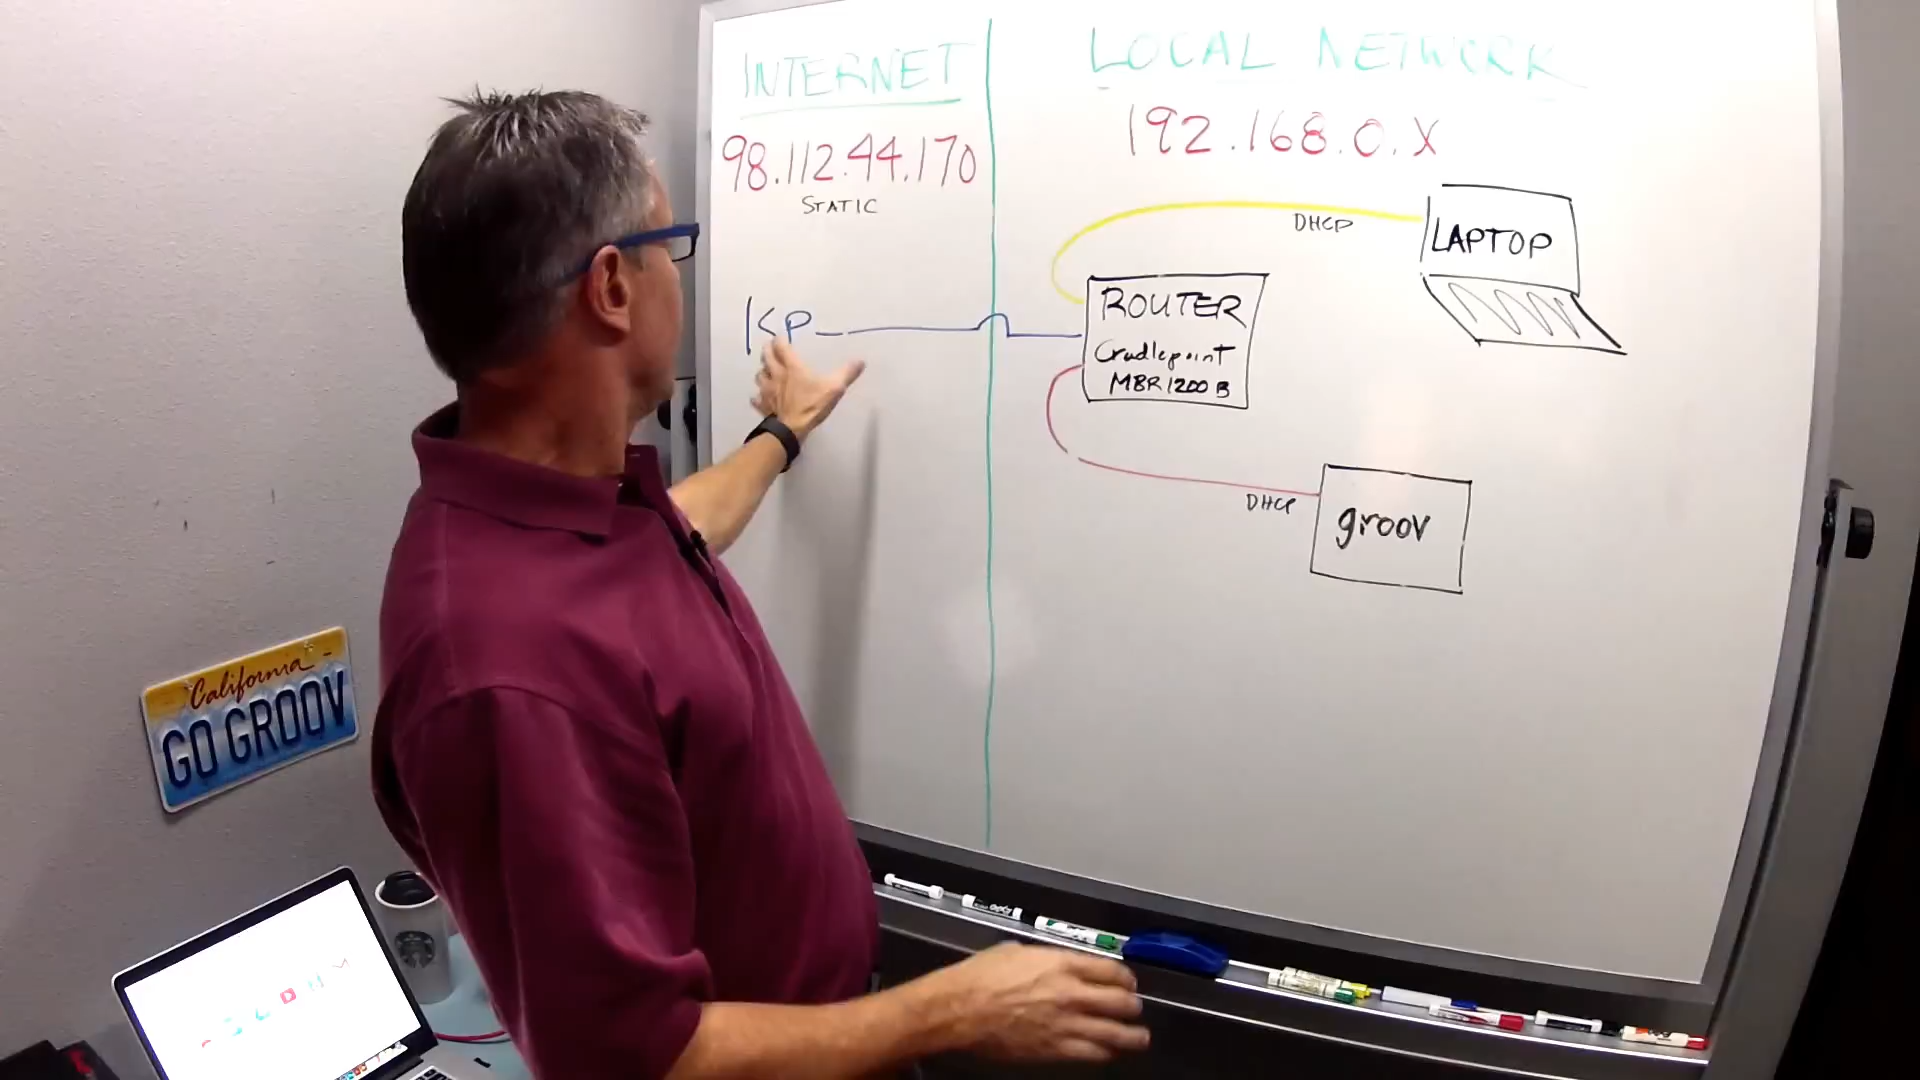 INTERNET
98.112.44.170
STATIC
ISP
LOCAL NETWORK
192.168.0.X
DHCP
LAPTOP
ROUTER
Cradlepoint
MBR1200B
DHCP
groov
California
GO GROOV